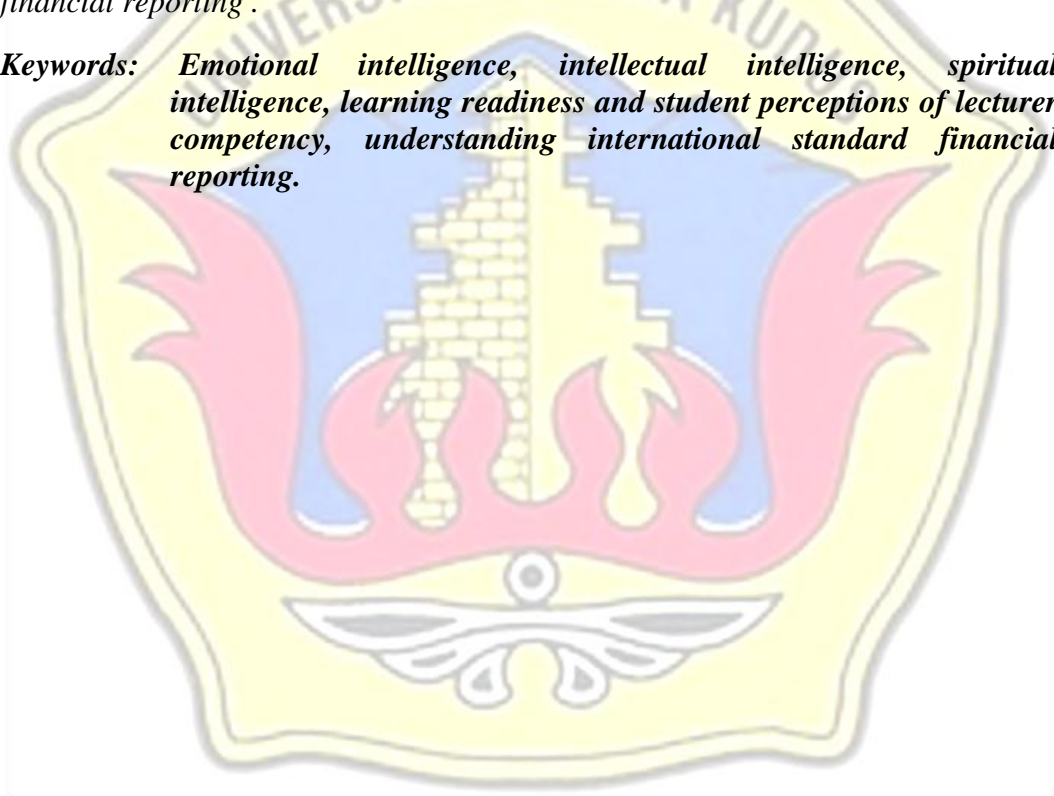 financial reporting .
Keywords: Emotional intelligence, intellectual intelligence, spiritual
intelligence, learning readiness and student perceptions of lecturer
competency, understanding international standard financial
reporting.